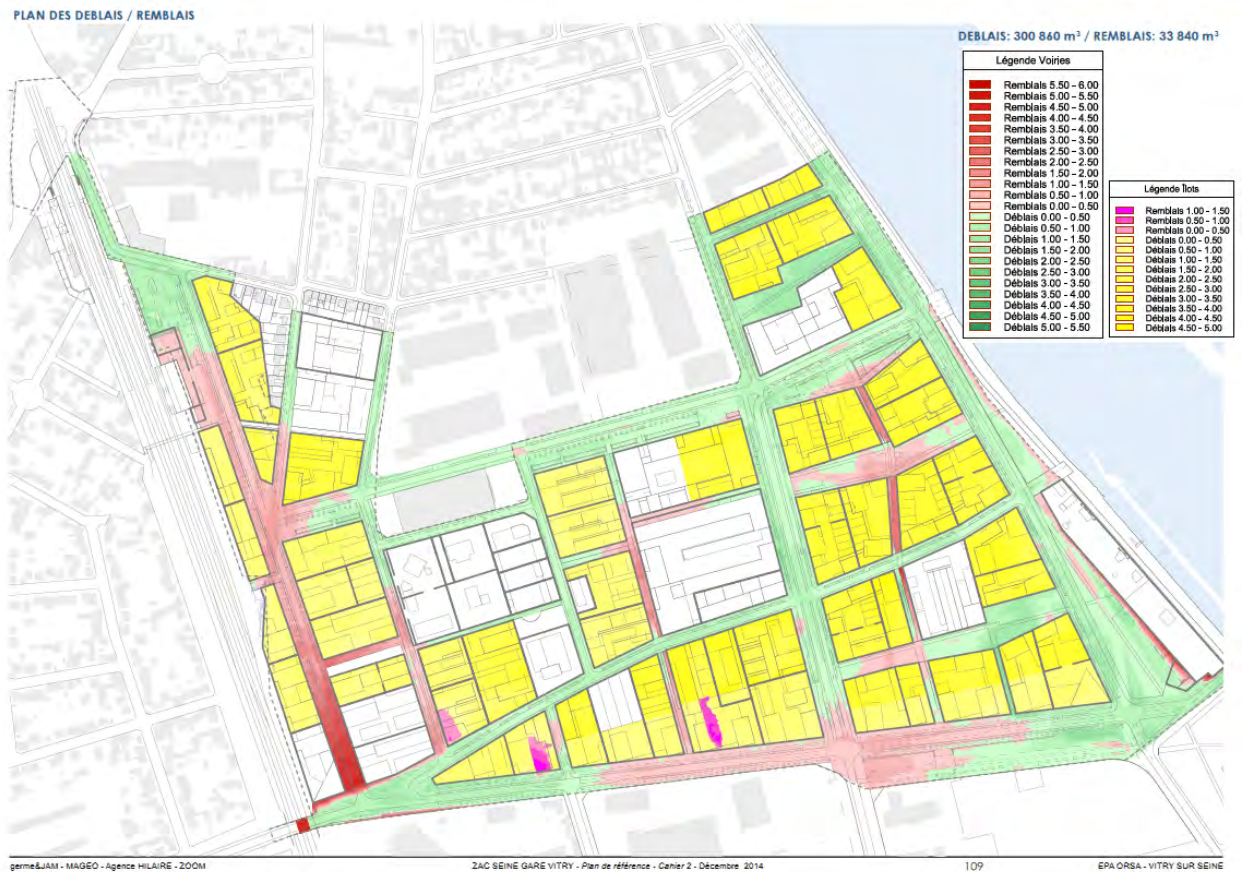 PLAN DES DEBLAIS / REMBLAIS
DEBLAIS: 300 860 m³ / REMBLAIS: 33 840 m³
Légende Voiries
Remblais 5.50 - 6.00
Remblais 5.00 - 5.50
Remblais 4.50 - 5.00
Remblais 4.00 - 4.50
Remblais 3.50 - 4.00
Remblais 3.00 - 3.50
Remblais 2.50 - 3.00
Remblais 2.00 - 2.50
Remblais 1.50 - 2.00
Remblais 1.00 - 1.50
Remblais 0.50 - 1.00
Remblais 0.00 - 0.50
Déblais 0.00 - 0.50
Déblais 0.50 - 1.00
Déblais 1.00 - 1.50
Déblais 1.50 - 2.00
Déblais 2.00 - 2.50
Déblais 2.50 - 3.00
Déblais 3.00 - 3.50
Déblais 3.50 - 4.00
Déblais 4.00 - 4.50
Déblais 4.50 - 5.00
Déblais 5.00 - 5.50
Légende Îlots
Remblais 1.00 - 1.50
Remblais 0.50 - 1.00
Remblais 0.00 - 0.50
Déblais 0.00 - 0.50
Déblais 0.50 - 1.00
Déblais 1.00 - 1.50
Déblais 1.50 - 2.00
Déblais 2.00 - 2.50
Déblais 2.50 - 3.00
Déblais 3.00 - 3.50
Déblais 3.50 - 4.00
Déblais 4.00 - 4.50
Déblais 4.50 - 5.00
germe&JAM - MAGEO - Agence HILAIRE - ZOOM
ZAC SEINE GARE VITRY - Plan de référence - Cahier 2 - Décembre 2014
109
EPA ORSA - VITRY SUR SEINE